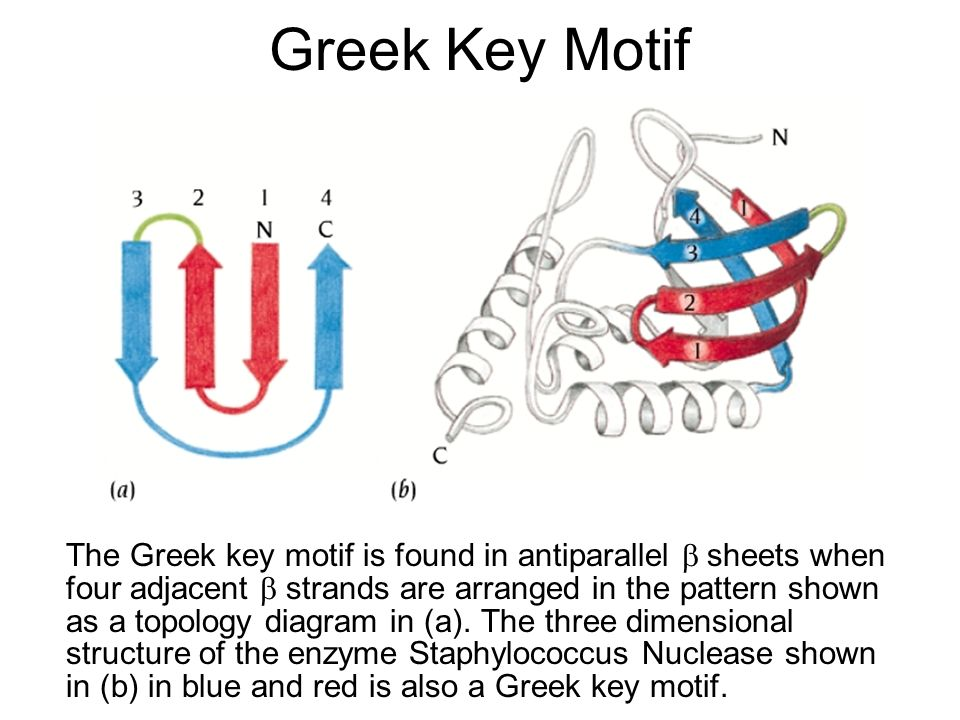 Greek Key Motif
3 2 1 4
N C
N
4
1
3
2
1
C
(a)
(b)
The Greek key motif is found in antiparallel β sheets when
four adjacent β strands are arranged in the pattern shown
as a topology diagram in (a). The three dimensional
structure of the enzyme Staphylococcus Nuclease shown
in (b) in blue and red is also a Greek key motif.